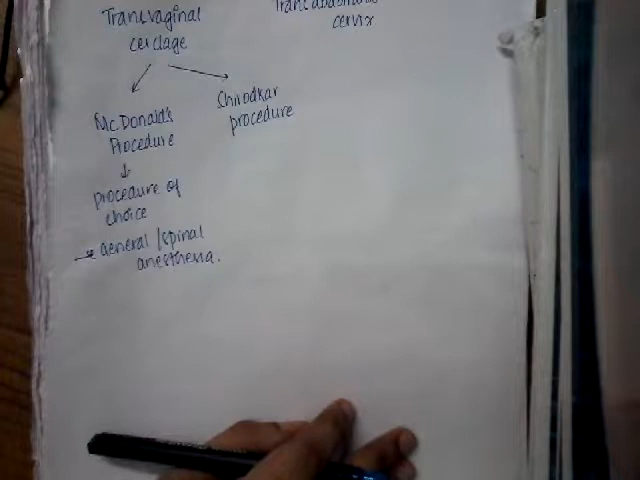 Transvaginal
cerclage
cervix
McDonald's
Procedure
Shirodkar
procedure
procedure of
choice
general / spinal
anesthesia.